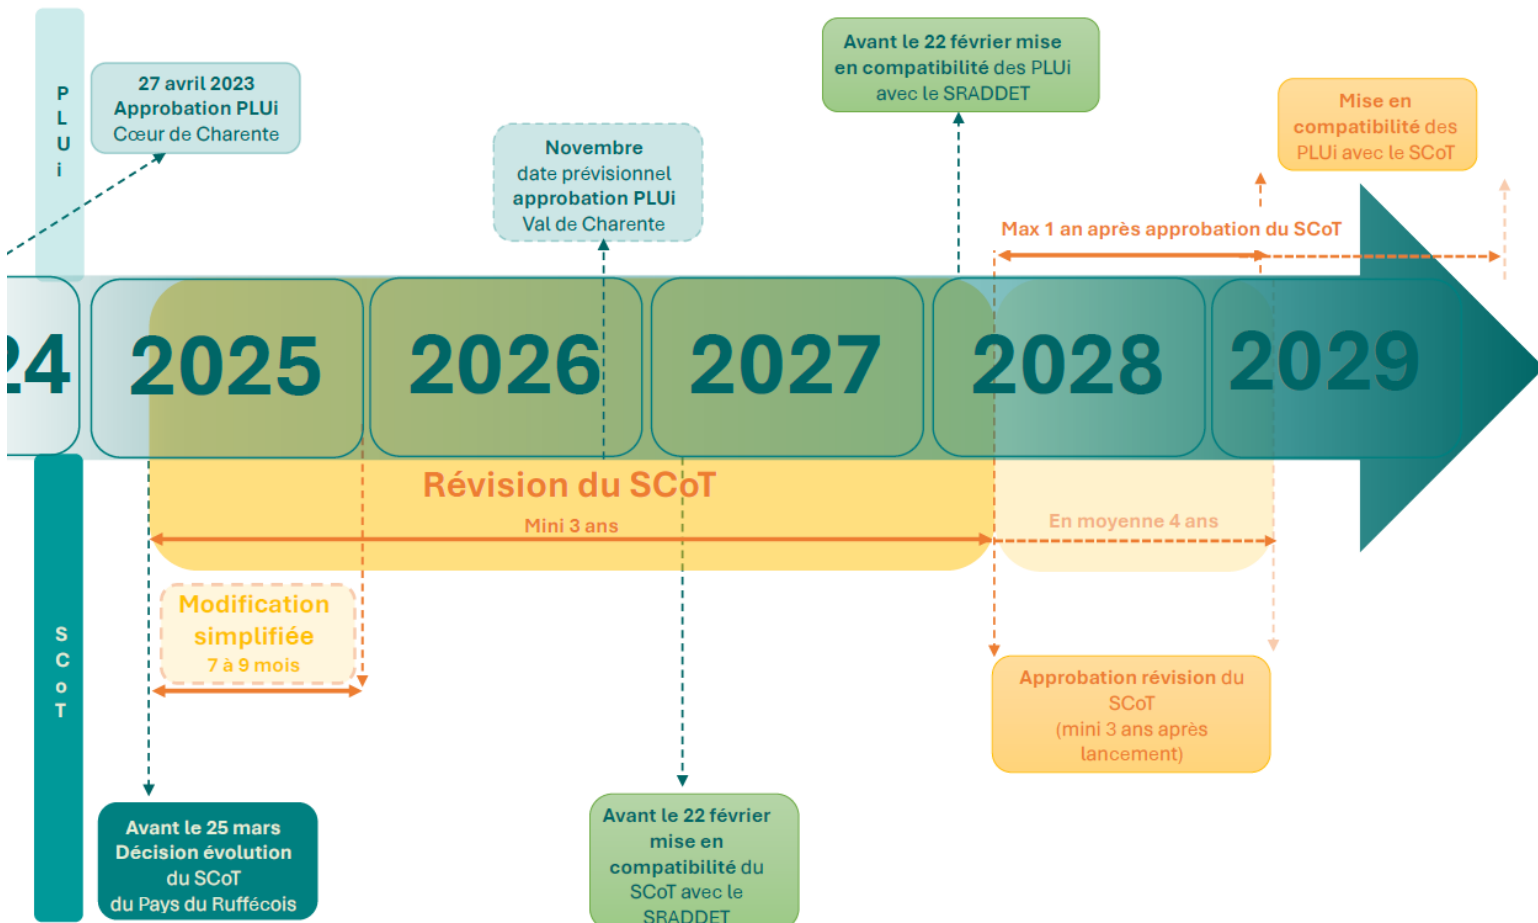 PLUi
27 avril 2023
Approbation PLUi
Cœur de Charente
Novembre
date prévisionnel
approbation PLUi
Val de Charente
Avant le 22 février mise
en compatibilité des PLUi
avec le SRADDET
Mise en
compatibilité des
PLUi avec le SCoT
Max 1 an après approbation du SCoT
24
2025
2026
2027
2028
2029
Révision du SCoT
Mini 3 ans
En moyenne 4 ans
Modification
simplifiée
7 à 9 mois
SCoT
Approbation révision du
SCoT
(mini 3 ans après
lancement)
Avant le 25 mars
Décision évolution
du SCoT
du Pays du Ruffécois
Avant le 22 février
mise en
compatibilité du
SCoT avec le
SRADDET